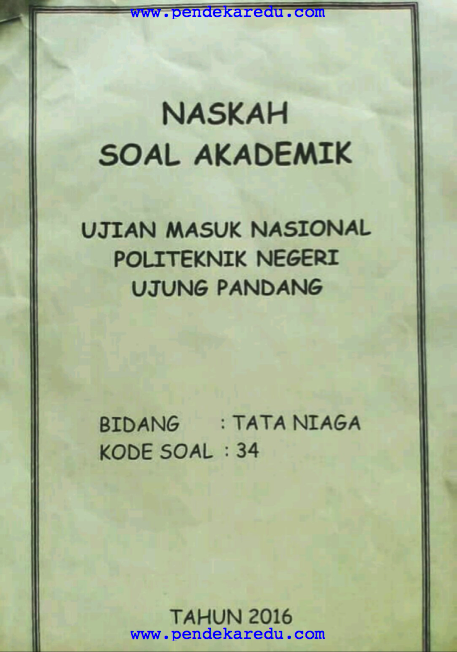 www.pendekaredu.com
NASKAH
SOAL AKADEMIK
UJIAN MASUK NASIONAL
POLITEKNIK NEGERI
UJUNG PANDANG
BIDANG : TATA NIAGA
KODE SOAL : 34
TAHUN 2016
www.pendekaredu.com